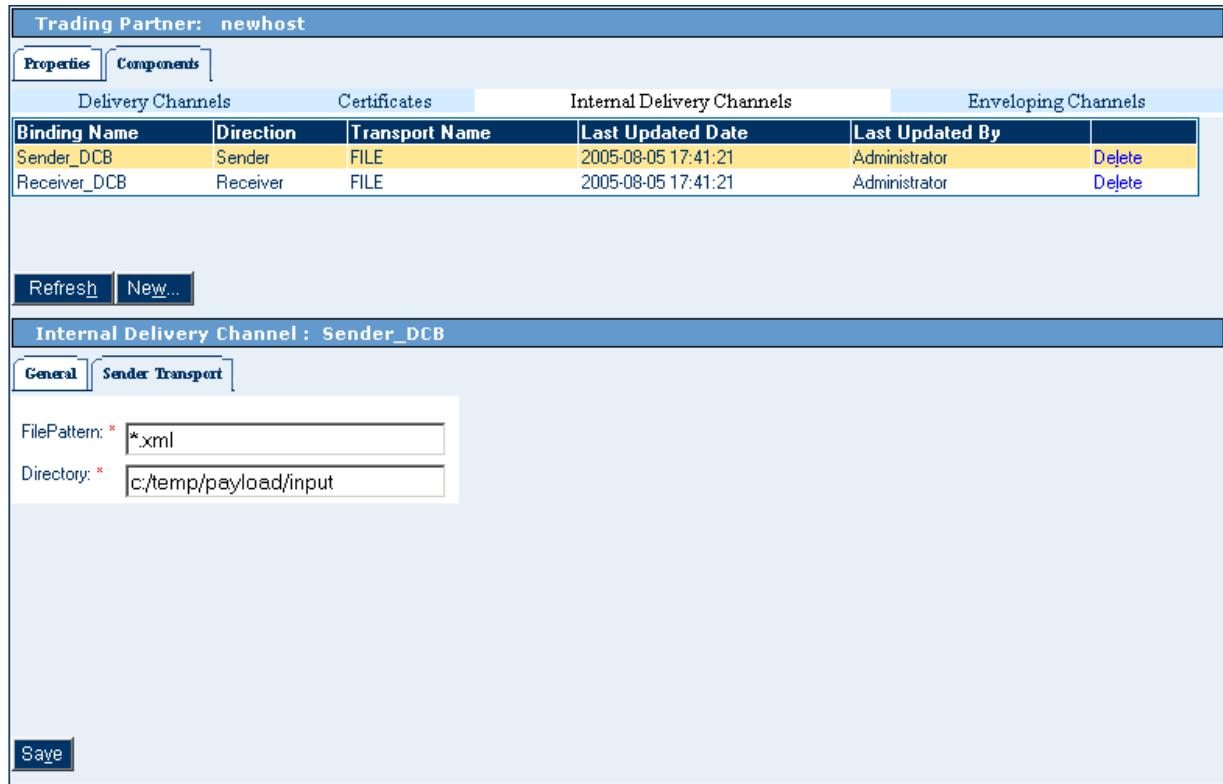 Trading Partner: newhost
Properties Components
Delivery Channels Certificates Internal Delivery Channels Enveloping Channels
Binding Name Direction Transport Name Last Updated Date Last Updated By
Sender_DCB Sender FILE 2005-08-05 17:41:21 Administrator Delete
Receiver_DCB Receiver FILE 2005-08-05 17:41:21 Administrator Delete
Refresh New...
Internal Delivery Channel : Sender_DCB
General Sender Transport
FilePattern: * *.xml
Directory: * c:/temp/payload/input
Save